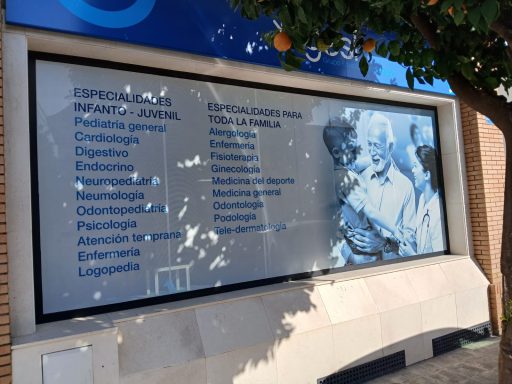 ESPECIALIDADES
INFANTO - JUVENIL
Pediatría general
Cardiología
Digestivo
Endocrino
Neuropediatría
Neumología
Odontopediatría
Psicología
Atención temprana
Enfermería
Logopedia
ESPECIALIDADES PARA
TODA LA FAMILIA
Alergología
Enfermería
Fisioterapia
Ginecología
Medicina del deporte
Medicina general
Odontología
Podología
Tele-dermatología